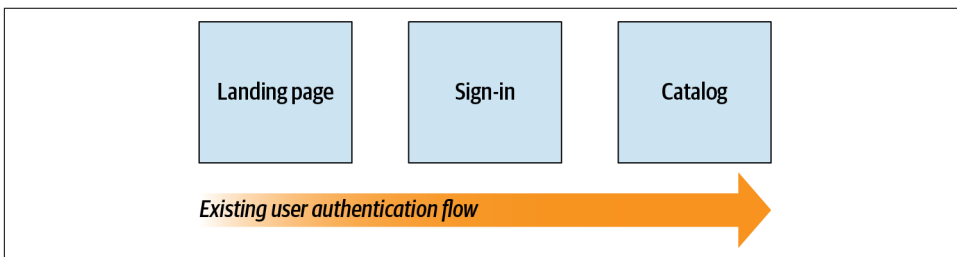 Landing page
Sign-in
Catalog
Existing user authentication flow